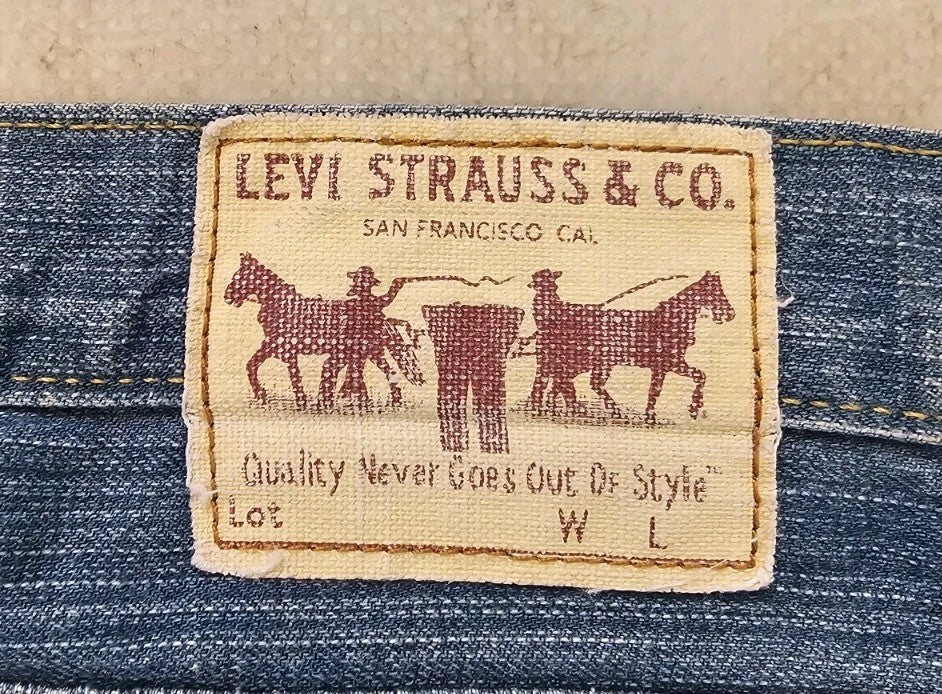 LEVI STRAUSS & CO.
SAN FRANCISCO CAL
Quality Never Goes Out Of Style™
Lot W L